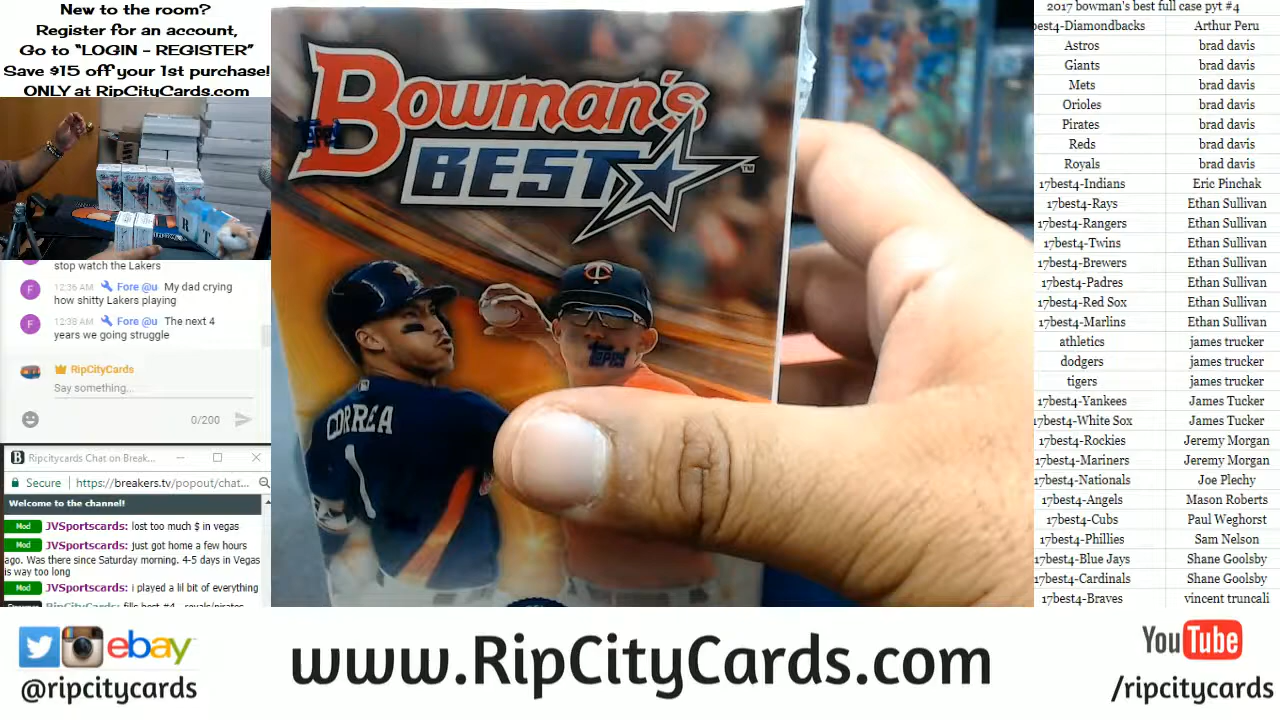 New to the room?
Register for an account,
Go to "LOGIN - REGISTER"
Save $15 off your 1st purchase!
ONLY at RipCityCards.com
stop watch the Lakers
F 12:36 AM Fore @u My dad crying
how shitty Lakers playing
F 12:38 AM Fore @u The next 4
years we going struggle
RipCityCards
Say something...
0/200
B Ripcitycards Chat on Break...
Secure https://breakers.tv/popout/chat...
Welcome to the channel!
Mod JVSportscards: lost too much $ in vegas
Mod JVSportscards: just got home a few hours
ago. Was there since Saturday morning. 4-5 days in Vegas
is way too long
Mod JVSportscards: i played a lil bit of everything
RipCityCards: fills best #4 - royals/pirates
Bowman's
BEST ™
topps
topps
CORREA
1
2017 bowman's best full case pyt #4
best4-Diamondbacks Arthur Peru
Astros brad davis
Giants brad davis
Mets brad davis
Orioles brad davis
Pirates brad davis
Reds brad davis
Royals brad davis
17best4-Indians Eric Pinchak
17best4-Rays Ethan Sullivan
17best4-Rangers Ethan Sullivan
17best4-Twins Ethan Sullivan
17best4-Brewers Ethan Sullivan
17best4-Padres Ethan Sullivan
17best4-Red Sox Ethan Sullivan
17best4-Marlins Ethan Sullivan
athletics james trucker
dodgers james trucker
tigers james trucker
17best4-Yankees James Tucker
17best4-White Sox James Tucker
17best4-Rockies Jeremy Morgan
17best4-Mariners Jeremy Morgan
17best4-Nationals Joe Plechy
17best4-Angels Mason Roberts
17best4-Cubs Paul Weghorst
17best4-Phillies Sam Nelson
17best4-Blue Jays Shane Goolsby
17best4-Cardinals Shane Goolsby
17best4-Braves vincent truncali
ebay
@ripcitycards
www.RipCityCards.com
YouTube
/ripcitycards